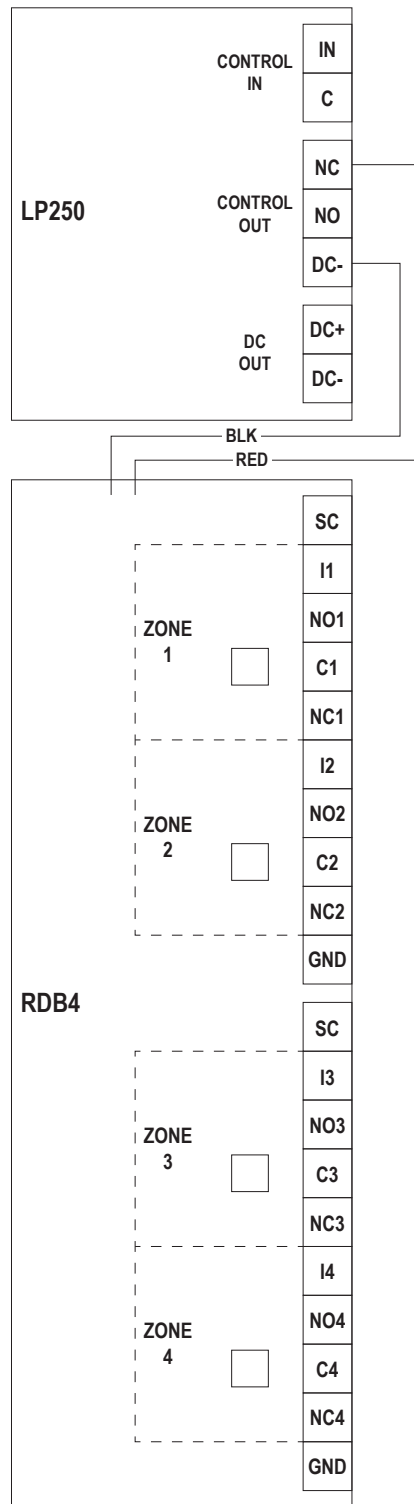 CONTROL
IN
IN
C
LP250
CONTROL
OUT
NC
NO
DC-
DC
OUT
DC+
DC-
BLK
RED
RDB4
SC
ZONE
1
I1
NO1
C1
NC1
ZONE
2
I2
NO2
C2
NC2
GND
SC
ZONE
3
I3
NO3
C3
NC3
ZONE
4
I4
NO4
C4
NC4
GND